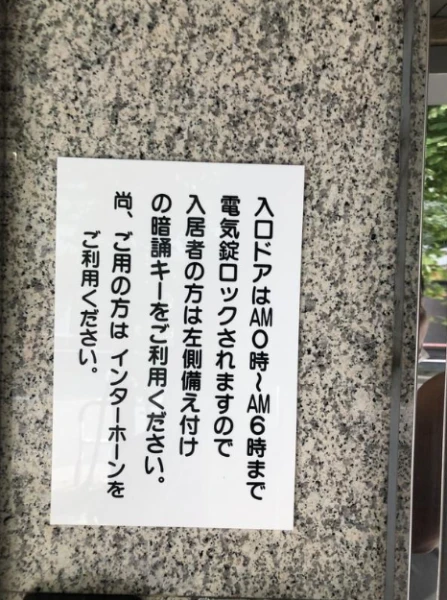 入口ドアはAM0時～AM6時まで
電気錠ロックされますので
入居者の方は左側備え付け
の暗誦キーをご利用ください。
尚、ご用の方はインターホーンを
ご利用ください。